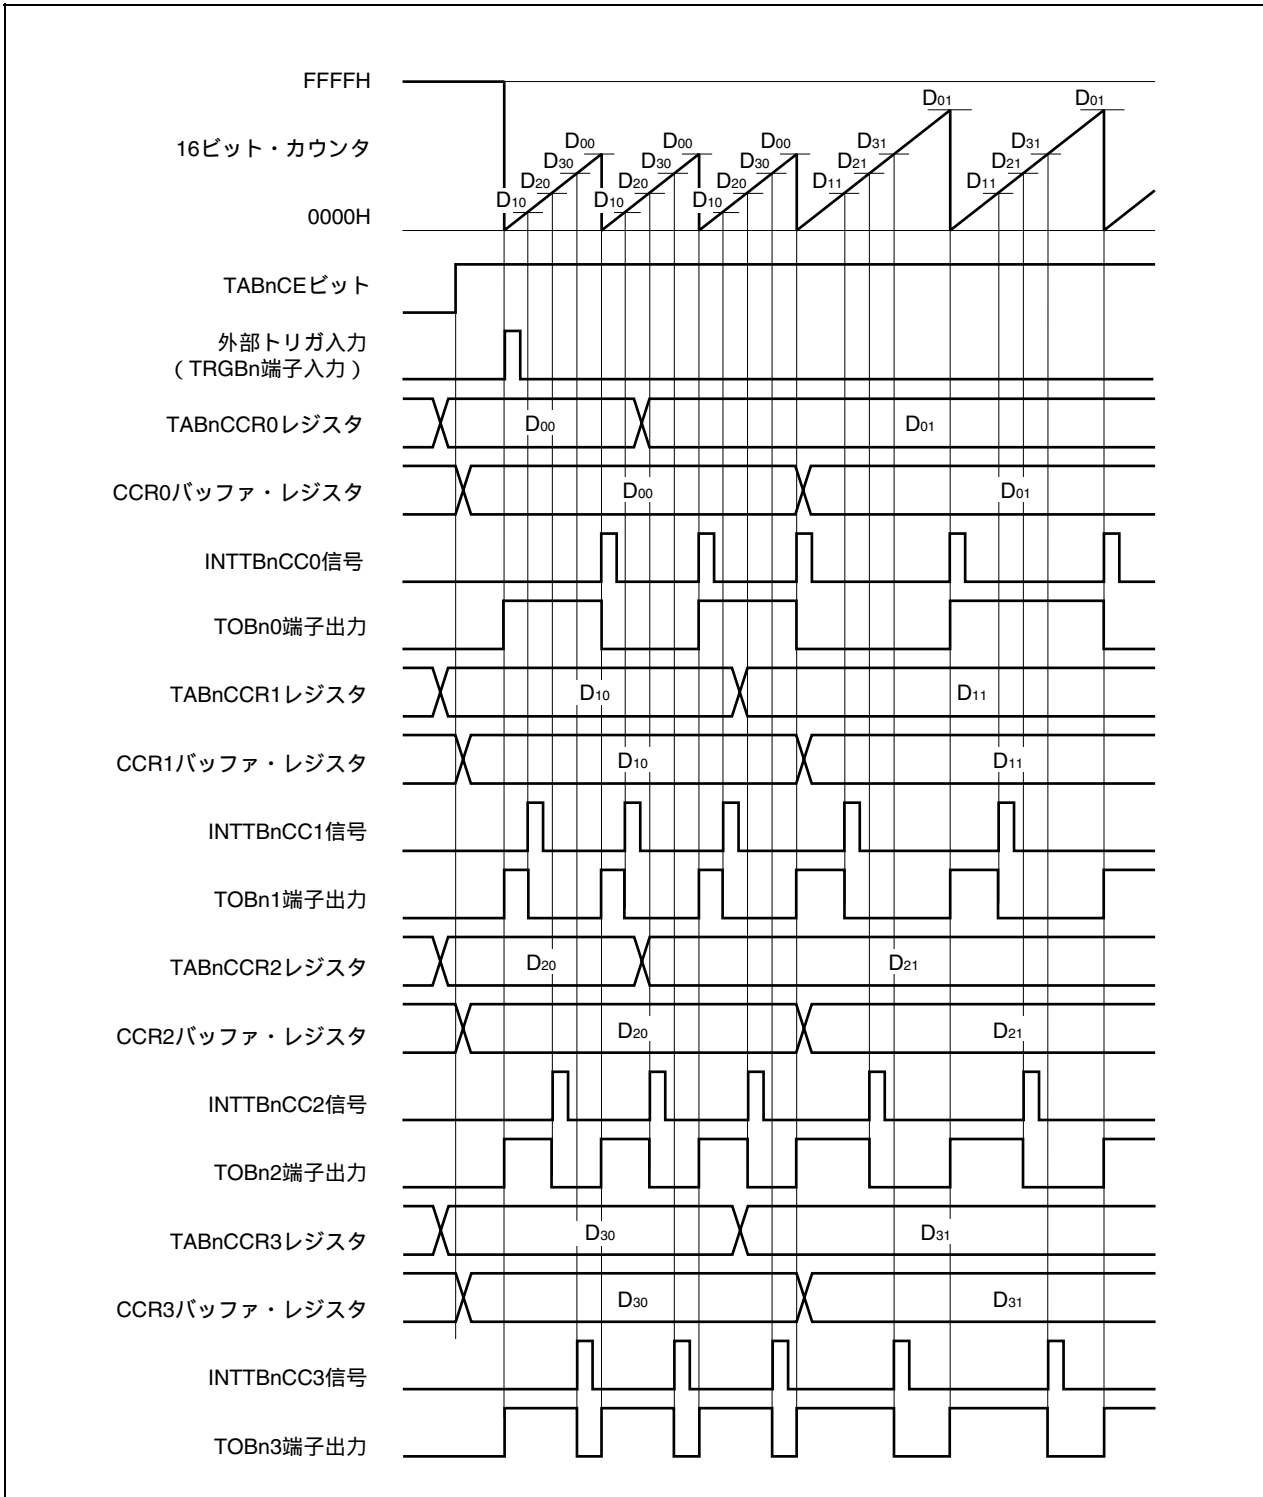 FFFFH
D01 D01
16ビット・カウンタ
D00 D00 D00 D31 D31
D30 D30 D30 D21 D21
D20 D20 D20 D11 D11
D10 D10 D10
0000H
TABnCEビット
外部トリガ入力
（TRGBn端子入力）
TABnCCR0レジスタ D00 D01
CCR0バッファ・レジスタ D00 D01
INTTBnCC0信号
TOBn0端子出力
TABnCCR1レジスタ D10 D11
CCR1バッファ・レジスタ D10 D11
INTTBnCC1信号
TOBn1端子出力
TABnCCR2レジスタ D20 D21
CCR2バッファ・レジスタ D20 D21
INTTBnCC2信号
TOBn2端子出力
TABnCCR3レジスタ D30 D31
CCR3バッファ・レジスタ D30 D31
INTTBnCC3信号
TOBn3端子出力